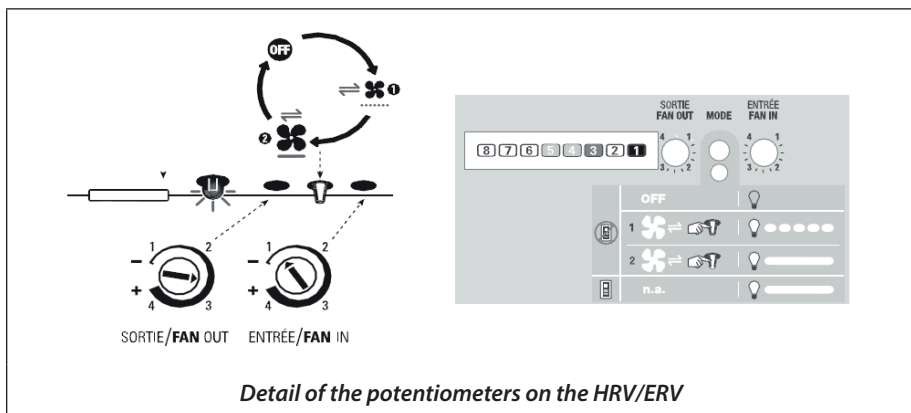 OFF
1
2
1 2
- +
4 3
1 2
- +
4 3
SORTIE/FAN OUT ENTRÉE/FAN IN
SORTIE
FAN OUT MODE ENTRÉE
FAN IN
4 1
3 2
4 1
3 2
8 7 6 5 4 3 2 1
OFF
1
2
n.a.
Detail of the potentiometers on the HRV/ERV